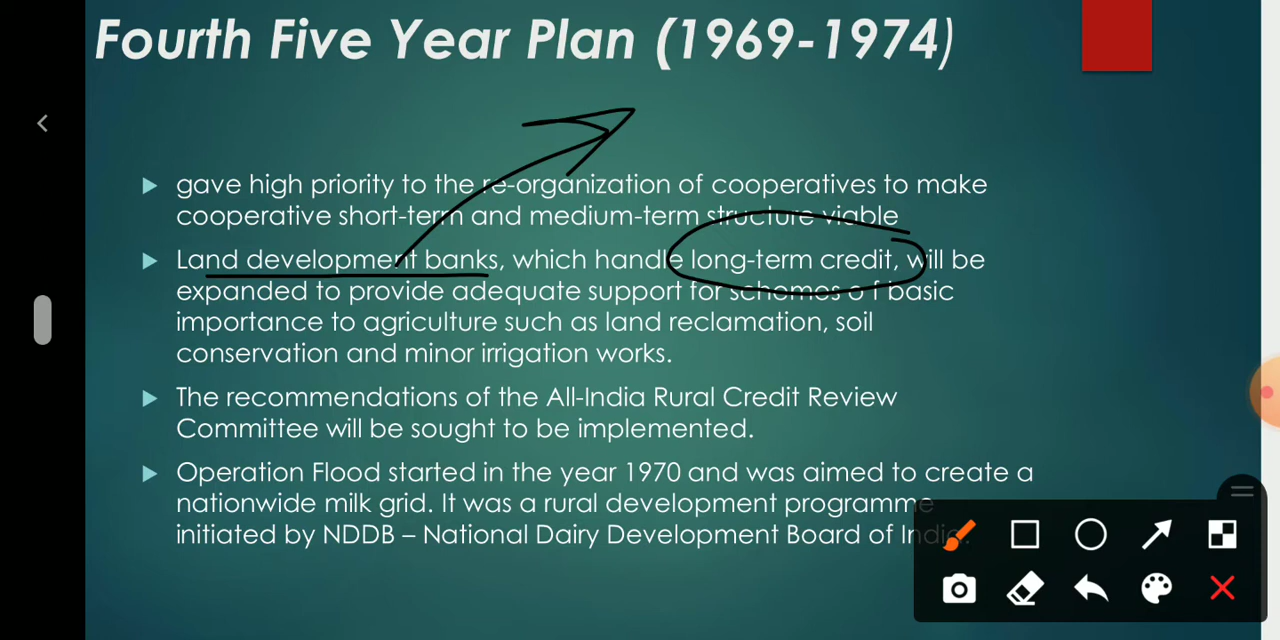 Fourth Five Year Plan (1969-1974)
gave high priority to the re-organization of cooperatives to make
cooperative short-term and medium-term structure viable
Land development banks, which handle long-term credit, will be
expanded to provide adequate support for schemes o f basic
importance to agriculture such as land reclamation, soil
conservation and minor irrigation works.
The recommendations of the All-India Rural Credit Review
Committee will be sought to be implemented.
Operation Flood started in the year 1970 and was aimed to create a
nationwide milk grid. It was a rural development programme
initiated by NDDB – National Dairy Development Board of India.